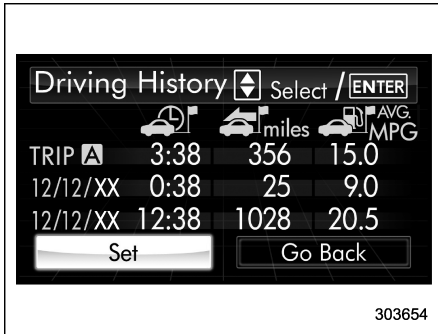 Driving History Select / ENTER
miles AVG. MPG
TRIP A 3:38 356 15.0
12/12/XX 0:38 25 9.0
12/12/XX 12:38 1028 20.5
Set Go Back
303654